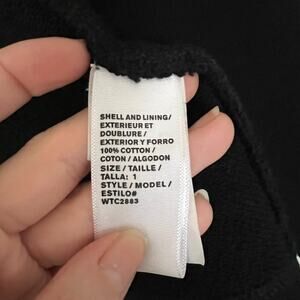 SHELL AND LINING/
EXTERIEUR ET
DOUBLURE /
EXTERIOR Y FORRO
100% COTTON /
COTON / ALGODON
SIZE / TAILLE /
TALLA: 1
STYLE / MODEL /
ESTILO#
WTC2883